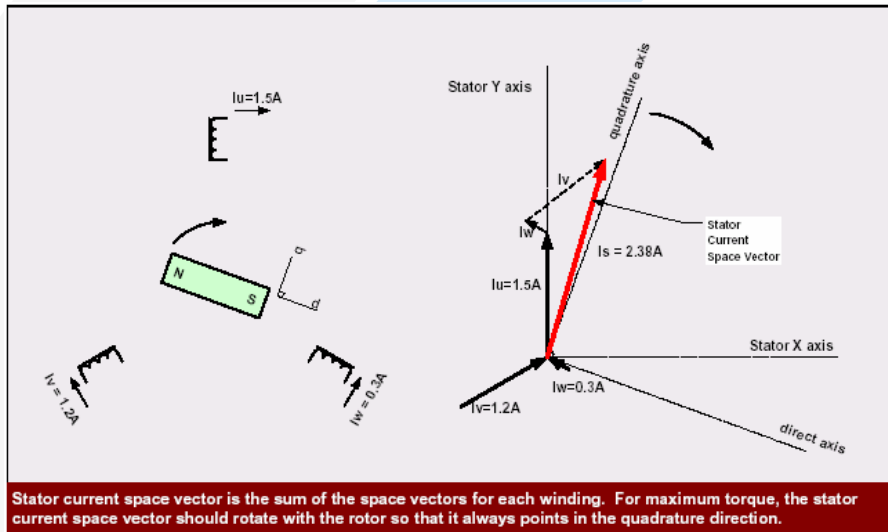 Iu=1.5A
N
S
q
d
Iv = 1.2A
Iw = 0.3A
Stator Y axis
quadrature axis
Iv
Iw
Stator
Current
Space Vector
Is = 2.38A
Iu=1.5A
Stator X axis
Iw=0.3A
Iv=1.2A
direct axis
Stator current space vector is the sum of the space vectors for each winding. For maximum torque, the stator
current space vector should rotate with the rotor so that it always points in the quadrature direction.